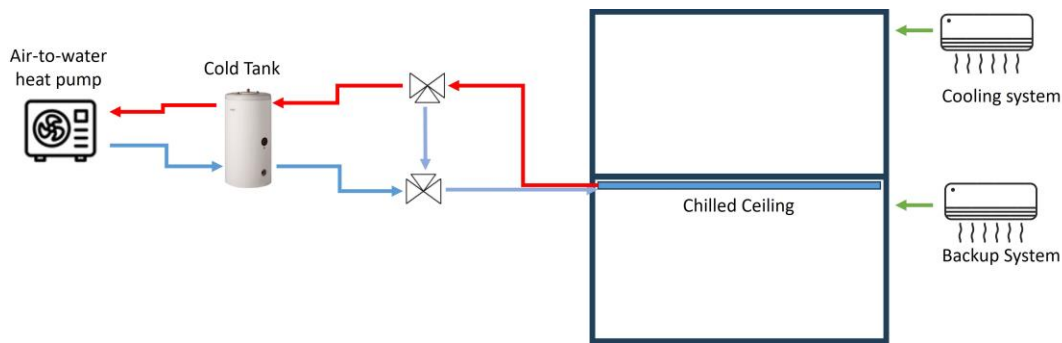 Air-to-water
heat pump
Cold Tank
Cooling system
Chilled Ceiling
Backup System